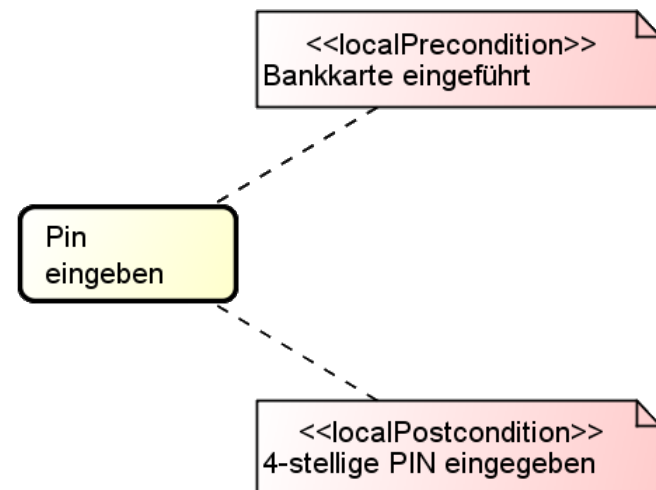 <<localPrecondition>>
Bankkarte eingeführt
Pin
eingeben
<<localPostcondition>>
4-stellige PIN eingegeben